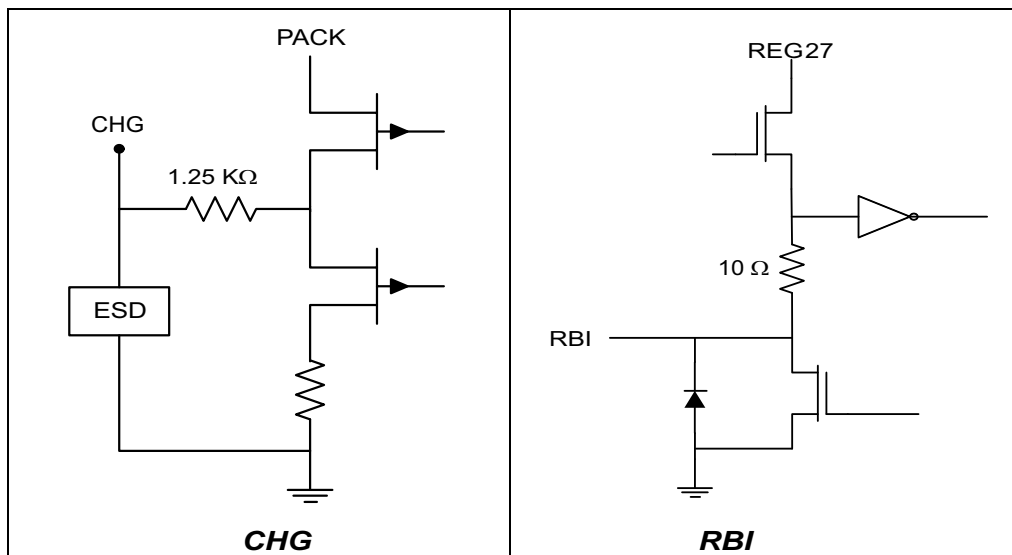 PACK
CHG
1.25 KΩ
ESD
CHG
REG27
10 Ω
RBI
RBI